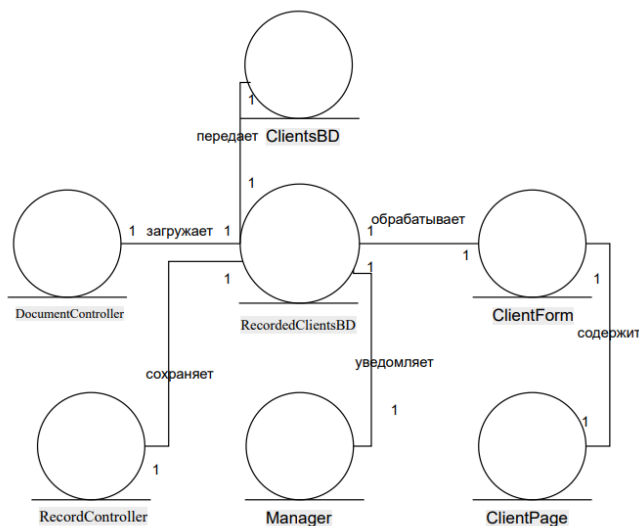 1
передает
ClientsBD
1
1 загружает 1
1
обрабатывает
1
1
DocumentController
1
1
RecordedClientsBD
1
ClientForm
содержит
сохраняет
уведомляет
1
1
1
RecordController
Manager
ClientPage